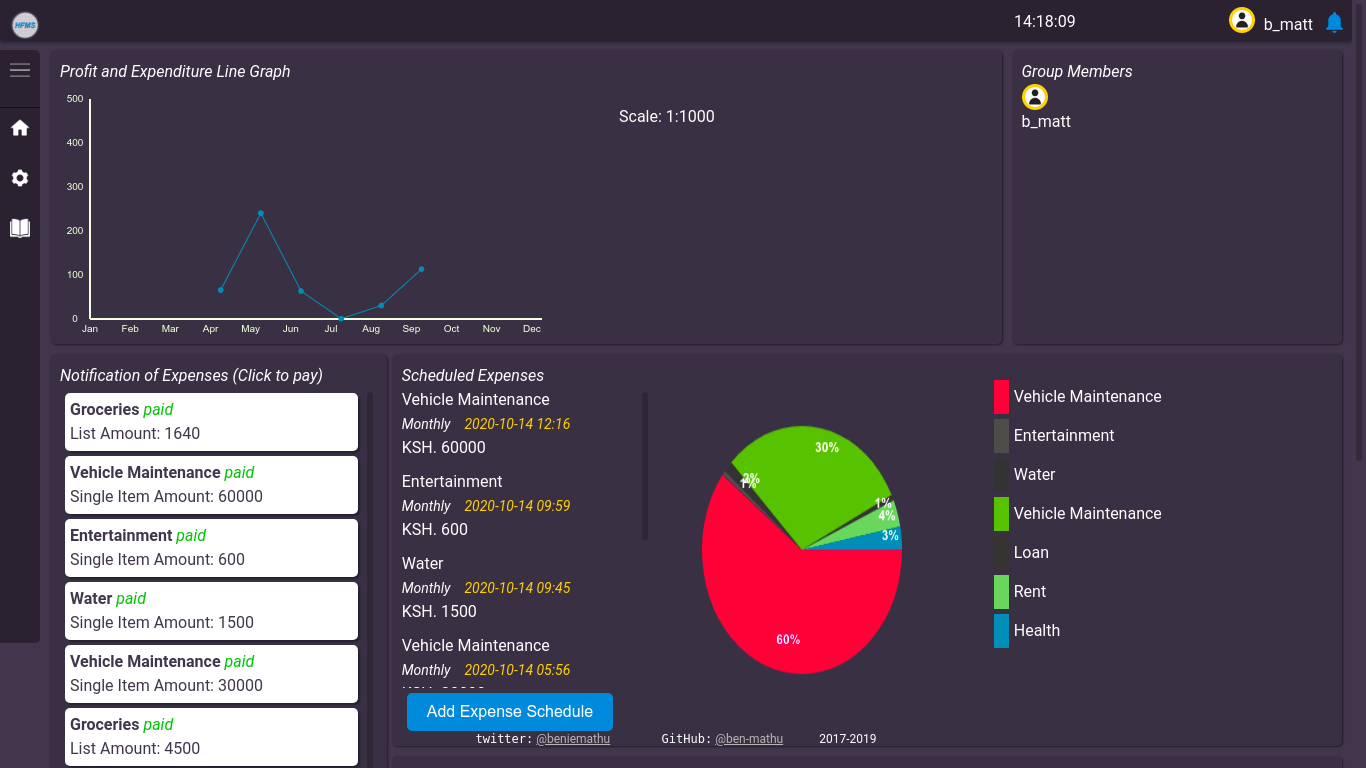 HFMS
14:18:09
b_matt
Profit and Expenditure Line Graph
Scale: 1:1000
500
400
300
200
100
0
Jan Feb Mar Apr May Jun Jul Aug Sep Oct Nov Dec
Group Members
b_matt
Notification of Expenses (Click to pay)
Groceries paid
List Amount: 1640
Vehicle Maintenance paid
Single Item Amount: 60000
Entertainment paid
Single Item Amount: 600
Water paid
Single Item Amount: 1500
Vehicle Maintenance paid
Single Item Amount: 30000
Groceries paid
List Amount: 4500
Scheduled Expenses
Vehicle Maintenance
Monthly 2020-10-14 12:16
KSH. 60000
Entertainment
Monthly 2020-10-14 09:59
KSH. 600
Water
Monthly 2020-10-14 09:45
KSH. 1500
Vehicle Maintenance
Monthly 2020-10-14 05:56
Add Expense Schedule
30%
2%
1%
1%
4%
3%
60%
Vehicle Maintenance
Entertainment
Water
Vehicle Maintenance
Loan
Rent
Health
twitter: @beniemathu GitHub: @ben-mathu 2017-2019